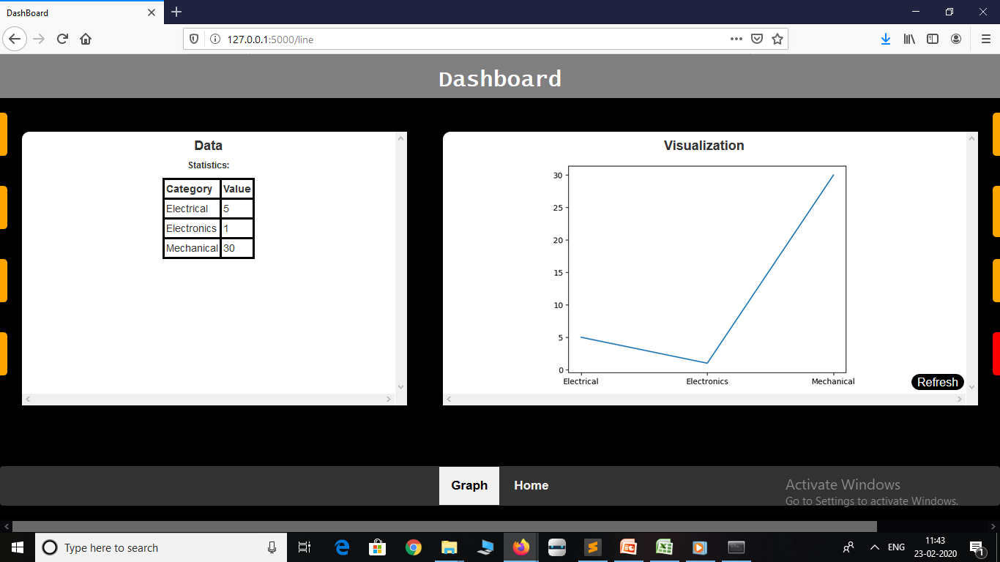 DashBoard
127.0.0.1:5000/line
Dashboard
Data
Statistics:
Category Value
Electrical 5
Electronics 1
Mechanical 30
Visualization
30
25
20
15
10
5
0
Electrical Electronics Mechanical
Refresh
Graph Home
Activate Windows
Go to Settings to activate Windows.
Type here to search
ENG
11:43
23-02-2020
1